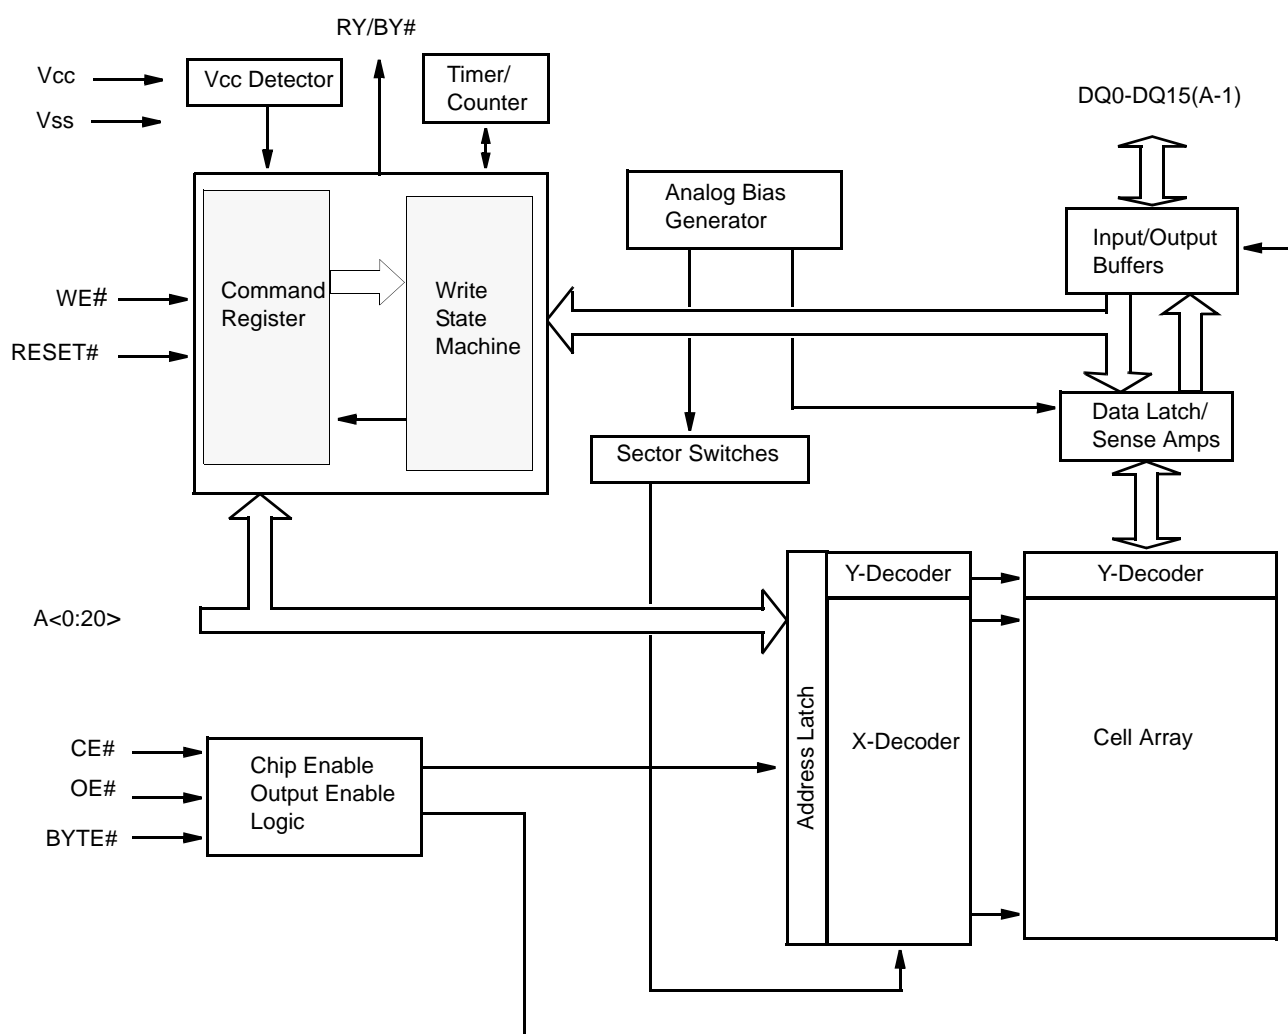 RY/BY#
Vcc
Vcc Detector
Timer/
Counter
Vss
DQ0-DQ15(A-1)
Analog Bias
Generator
Input/Output
Buffers
WE#
Command
Register
Write
State
Machine
RESET#
Data Latch/
Sense Amps
Sector Switches
Y-Decoder
Y-Decoder
A<0:20>
Address Latch
X-Decoder
Cell Array
CE#
OE#
BYTE#
Chip Enable
Output Enable
Logic